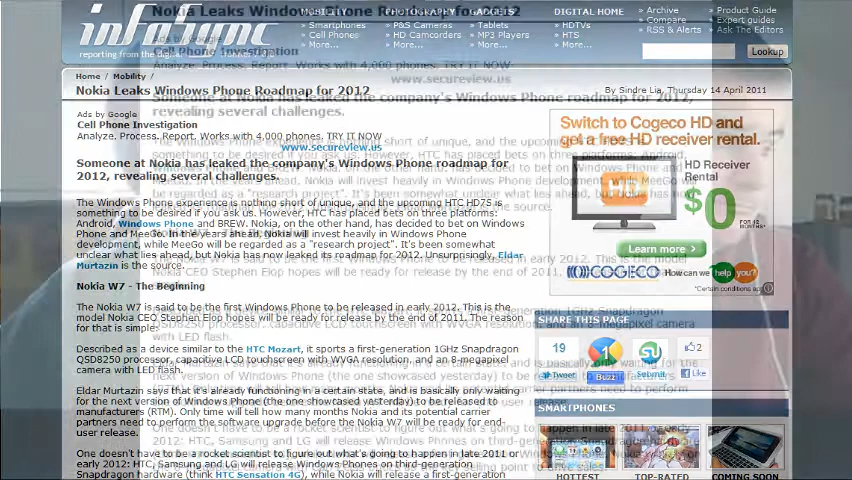 Nokia Leaks Windows Phone Roadmap for 2012
MOBILITY
PHOTOGRAPHY
GADGETS
DIGITAL HOME
› Smartphones
› Cell Phones
› More...
› P&S Cameras
› HD Camcorders
› More...
› Tablets
› MP3 Players
› More...
› HDTVs
› HTS
› More...
› Archive
› Compare
› RSS & Alerts
› Product Guide
› Expert guides
› Ask The Editors
infosync
reporting from the digital
Lookup
Home / Mobility /
Nokia Leaks Windows Phone Roadmap for 2012
By Sindre Lia, Thursday 14 April 2011
Ads by Google
Cell Phone Investigation
Analyze. Process. Report. Works with 4,000 phones. TRY IT NOW
www.secureview.us
Someone at Nokia has leaked the company's Windows Phone roadmap for
2012, revealing several challenges.
The Windows Phone experience is nothing short of unique, and the upcoming HTC HD7S is
something to be desired if you ask us. However, HTC has placed bets on three platforms:
Android, Windows Phone and BREW. Nokia, on the other hand, has decided to bet on Windows
Phone and MeeGo. In the years ahead, Nokia will invest heavily in Windows Phone
development, while MeeGo will be regarded as a "research project". It's been somewhat
unclear what lies ahead, but Nokia has now leaked its roadmap for 2012. Unsurprisingly, Eldar
Murtazin is the source.
Nokia W7 - The Beginning
The Nokia W7 is said to be the first Windows Phone to be released in early 2012. This is the
model Nokia CEO Stephen Elop hopes will be ready for release by the end of 2011. The reason
for that is simple:
Described as a device similar to the HTC Mozart, it sports a first-generation 1GHz Snapdragon
QSD8250 processor, capacitive LCD touchscreen with WVGA resolution, and an 8-megapixel
camera with LED flash.
Eldar Murtazin says that it's already functioning in a certain state, and is basically only waiting
for the next version of Windows Phone (the one showcased yesterday) to be released to
manufacturers (RTM). Only time will tell how many months Nokia and its potential carrier
partners need to perform the software upgrade before the Nokia W7 will be ready for end-
user release.
One doesn't have to be a rocket scientist to figure out what's going to happen in late 2011 or
early 2012: HTC, Samsung and LG will release Windows Phones on third-generation
Snapdragon hardware (think HTC Sensation 4G), while Nokia will release a first-generation
Switch to Cogeco HD and
get a free HD receiver rental.
HD Receiver
Rental
$0
FOR 12
MONTHS*
Learn more ›
COGECO
How can we help you?
*Certain conditions apply
SHARE THIS PAGE
19
Tweet
1
Buzz
Submit
2
Like
SMARTPHONES
HOTTEST
TOP-RATED
COMING SOON